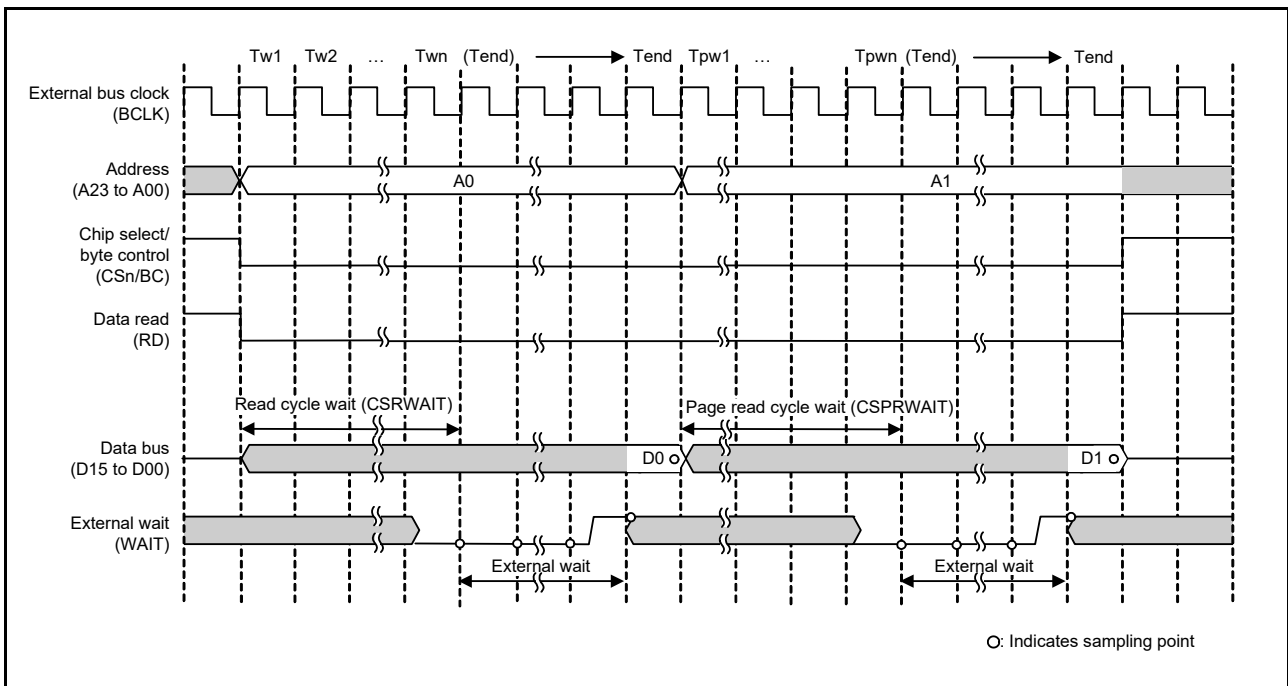 Tw1 Tw2 … Twn (Tend) Tend Tpw1 … Tpwn (Tend) Tend
External bus clock
(BCLK)
Address
(A23 to A00)
A0 A1
Chip select/
byte control
(CSn/BC)
Data read
(RD)
Read cycle wait (CSRWAIT) Page read cycle wait (CSPRWAIT)
Data bus
(D15 to D00)
D0 D1
External wait
(WAIT)
External wait External wait
O: Indicates sampling point